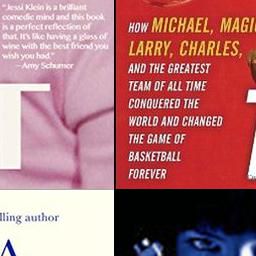 "Jessi Klein is a brilliant
comedic mind and this book
is a perfect reflection of
that. It's like having a glass of
wine with the best friend you
wish you had."
—Amy Schumer
T
HOW MICHAEL, MAGIC
LARRY, CHARLES,
AND THE GREATEST
TEAM OF ALL TIME
CONQUERED THE
WORLD AND CHANGED
THE GAME OF
BASKETBALL
FOREVER
lling author